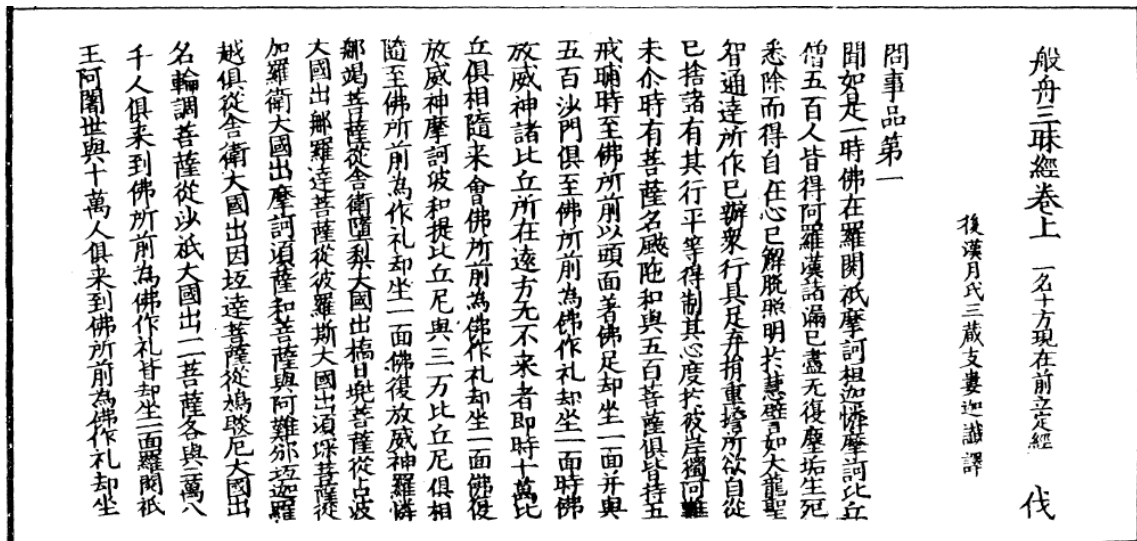 般舟三昧經卷上 一名十方現在前立定經 伐
後漢月氏三藏支婁迦讖譯
問事品第一
聞如是一時佛在羅閱祇摩訶桓迦憐摩訶比丘
僧五百人皆得阿羅漢諸漏已盡无復塵垢生死
悉除而得自在心已解脫照明於慧譬如大龍聖
智通達所作已辦衆行具足弃捐重擔所欲自從
已捨諸有其行平等得制其心度於彼岸獨阿難
未尒時有菩薩名颰陁和與五百菩薩俱皆持五
戒晡時至佛所前以頭面著佛足却坐一面并與
五百沙門俱至佛所前為佛作礼却坐一面時佛
放威神諸比丘所在遠方无不来者即時十萬比
丘俱相隨来會佛所前為佛作礼却坐一面佛復
放威神摩訶波和提比丘尼與三万比丘尼俱相
隨至佛所前為作礼却坐一面佛復放威神羅憐
那竭菩薩從舍衛墮梨大國出橋日兜菩薩從占波
大國出那羅達菩薩從彼羅斯大國出須深菩薩從
加羅衛大國出摩訶須薩和菩薩與阿難邠坻迦羅
越俱從舍衛大國出因坻達菩薩從鳩睒尼大國出
名輪調菩薩從沙祇大國出一一菩薩各與二萬八
千人俱来到佛所前為佛作礼皆却坐一面羅閱祇
王阿闍世與十萬人俱来到佛所前為佛作礼却坐